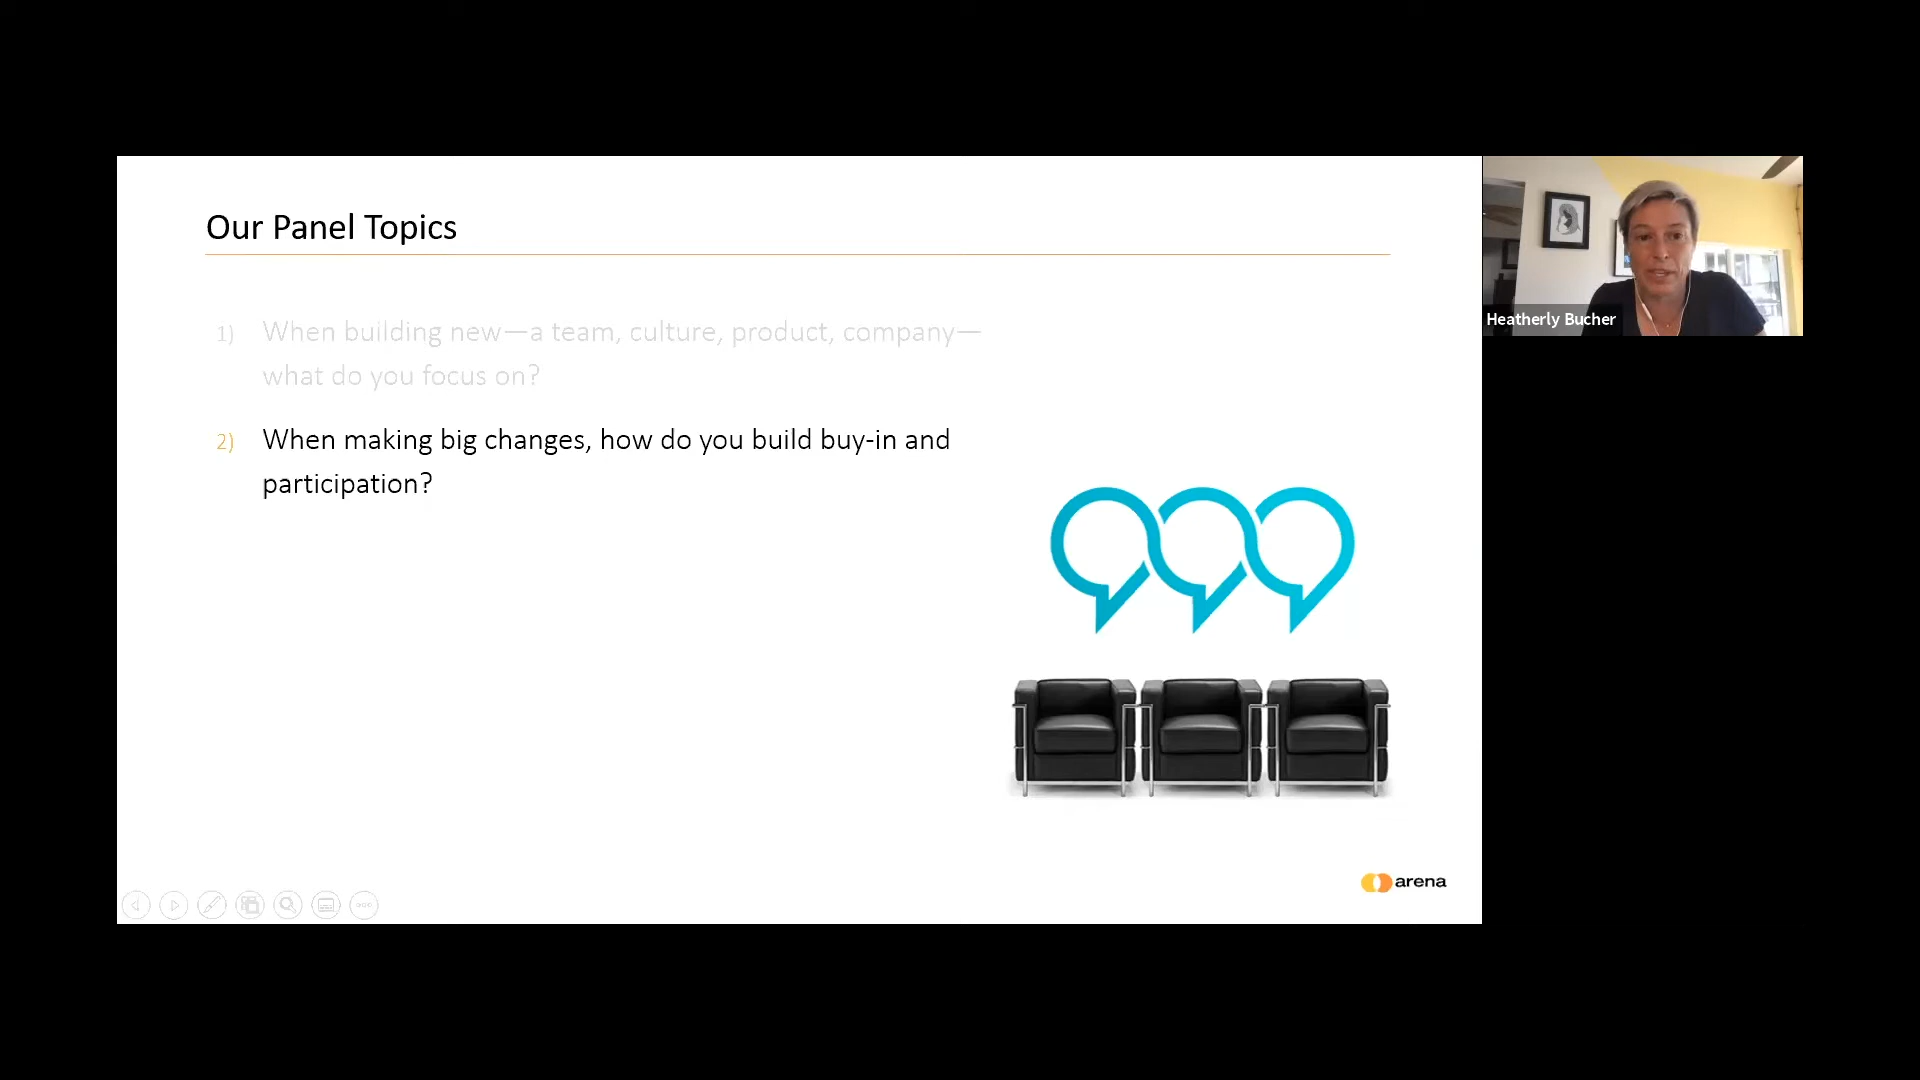 Our Panel Topics
1) When building new—a team, culture, product, company—
what do you focus on?
2) When making big changes, how do you build buy-in and
participation?
Heatherly Bucher
arena